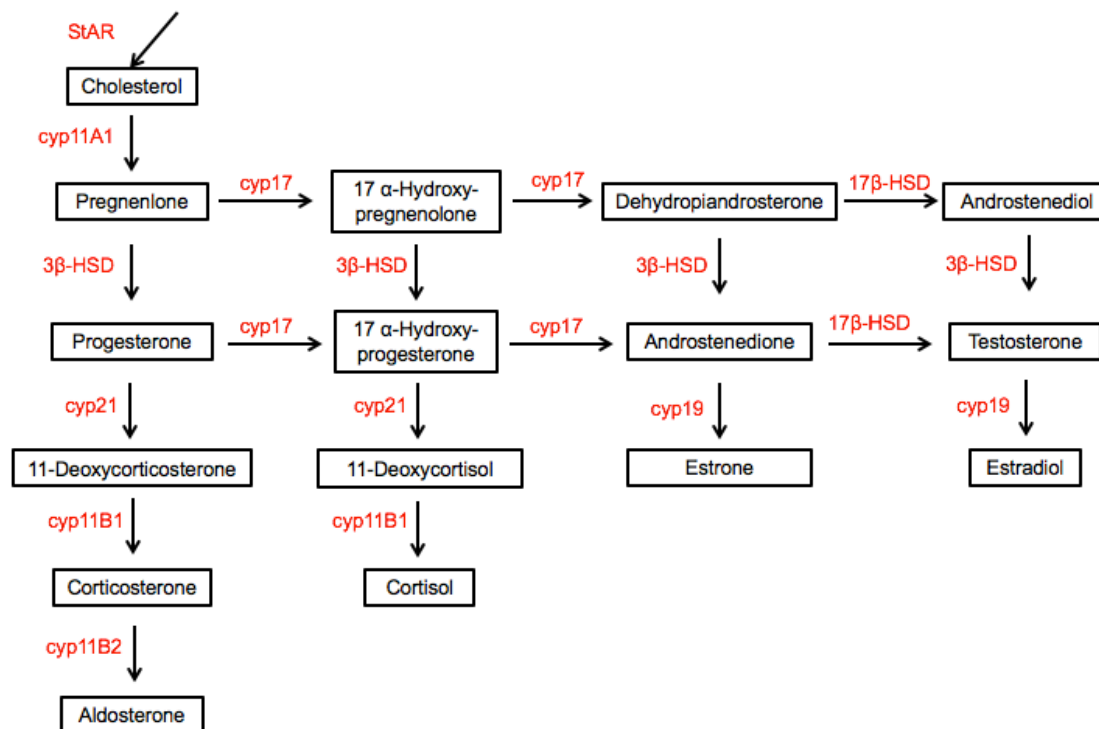 StAR
Cholesterol
cyp11A1
cyp17
cyp17
17β-HSD
Pregnenlone
17 α-Hydroxy-
pregnenolone
Dehydropiandrosterone
Androstenediol
3β-HSD
3β-HSD
3β-HSD
3β-HSD
cyp17
cyp17
17β-HSD
Progesterone
17 α-Hydroxy-
progesterone
Androstenedione
Testosterone
cyp21
cyp21
cyp19
cyp19
11-Deoxycorticosterone
11-Deoxycortisol
Estrone
Estradiol
cyp11B1
cyp11B1
Corticosterone
Cortisol
cyp11B2
Aldosterone